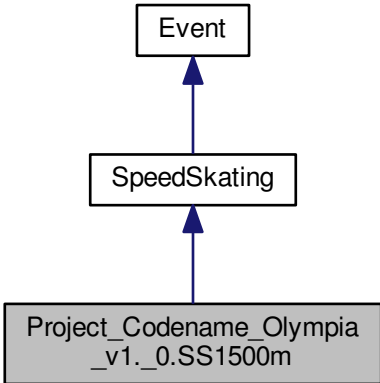 Event
SpeedSkating
Project_Codename_Olympia
_v1._0.SS1500m